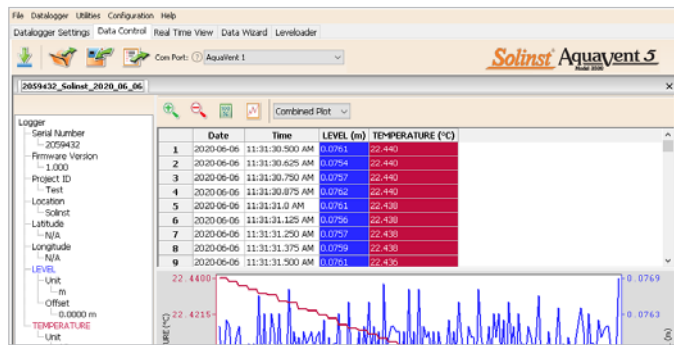 File Datalogger Utilities Configuration Help
Datalogger Settings Data Control Real Time View Data Wizard Levelloader
Com Port: ? AquaVent 1
Solinst AquaVent 5
Model 3500
2059432_Solinst_2020_06_06
Combined Plot
Logger
Serial Number
2059432
Firmware Version
1.000
Project ID
Test
Location
Solinst
Latitude
N/A
Longitude
N/A
LEVEL
Unit
m
Offset
0.0000 m
TEMPERATURE
Unit
Date Time LEVEL (m) TEMPERATURE (°C)
1 2020-06-06 11:31:30.500 AM 0.0761 22.440
2 2020-06-06 11:31:30.625 AM 0.0754 22.440
3 2020-06-06 11:31:30.750 AM 0.0757 22.440
4 2020-06-06 11:31:30.875 AM 0.0762 22.440
5 2020-06-06 11:31:31.0 AM 0.0761 22.438
6 2020-06-06 11:31:31.125 AM 0.0756 22.438
7 2020-06-06 11:31:31.250 AM 0.0757 22.438
8 2020-06-06 11:31:31.375 AM 0.0759 22.438
9 2020-06-06 11:31:31.500 AM 0.0761 22.436
22.4400
0.0769
22.4215
0.0763
(°C)